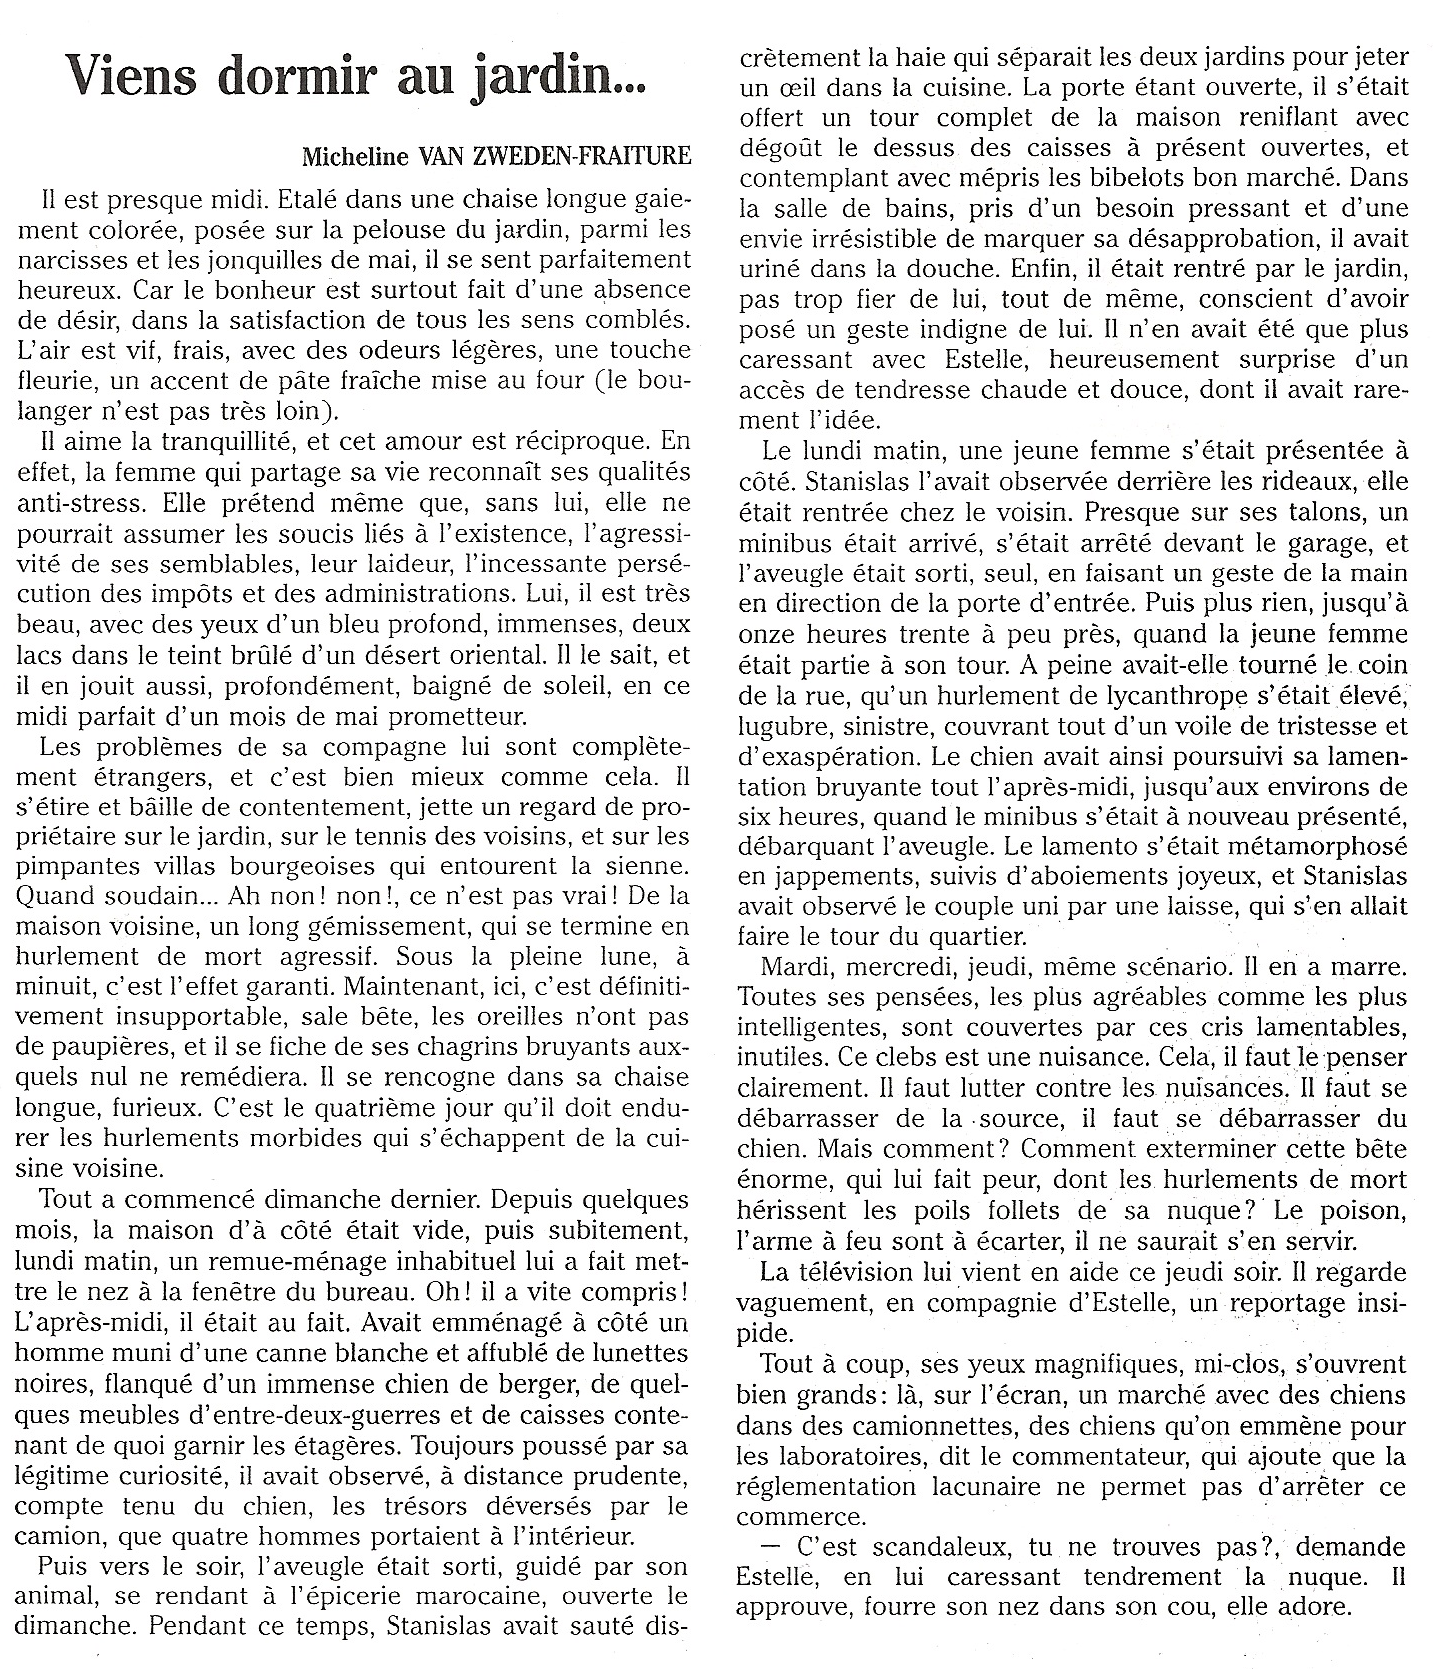 Viens dormir au jardin...
Micheline VAN ZWEDEN-FRAITURE
Il est presque midi. Etalé dans une chaise longue gaie-
ment colorée, posée sur la pelouse du jardin, parmi les
narcisses et les jonquilles de mai, il se sent parfaitement
heureux. Car le bonheur est surtout fait d'une absence
de désir, dans la satisfaction de tous les sens comblés.
L'air est vif, frais, avec des odeurs légères, une touche
fleurie, un accent de pâte fraîche mise au four (le bou-
langer n'est pas très loin).
Il aime la tranquillité, et cet amour est réciproque. En
effet, la femme qui partage sa vie reconnaît ses qualités
anti-stress. Elle prétend même que, sans lui, elle ne
pourrait assumer les soucis liés à l'existence, l'agressi-
vité de ses semblables, leur laideur, l'incessante persé-
cution des impôts et des administrations. Lui, il est très
beau, avec des yeux d'un bleu profond, immenses, deux
lacs dans le teint brûlé d'un désert oriental. Il le sait, et
il en jouit aussi, profondément, baigné de soleil, en ce
midi parfait d'un mois de mai prometteur.
Les problèmes de sa compagne lui sont complète-
ment étrangers, et c'est bien mieux comme cela. Il
s'étire et bâille de contentement, jette un regard de pro-
priétaire sur le jardin, sur le tennis des voisins, et sur les
pimpantes villas bourgeoises qui entourent la sienne.
Quand soudain... Ah non! non!, ce n'est pas vrai! De la
maison voisine, un long gémissement, qui se termine en
hurlement de mort agressif. Sous la pleine lune, à
minuit, c'est l'effet garanti. Maintenant, ici, c'est définiti-
vement insupportable, sale bête, les oreilles n'ont pas
de paupières, et il se fiche de ses chagrins bruyants aux-
quels nul ne remédiera. Il se rencogne dans sa chaise
longue, furieux. C'est le quatrième jour qu'il doit endu-
rer les hurlements morbides qui s'échappent de la cui-
sine voisine.
Tout a commencé dimanche dernier. Depuis quelques
mois, la maison d'à côté était vide, puis subitement,
lundi matin, un remue-ménage inhabituel lui a fait met-
tre le nez à la fenêtre du bureau. Oh! il a vite compris!
L'après-midi, il était au fait. Avait emménagé à côté un
homme muni d'une canne blanche et affublé de lunettes
noires, flanqué d'un immense chien de berger, de quel-
ques meubles d'entre-deux-guerres et de caisses conte-
nant de quoi garnir les étagères. Toujours poussé par sa
légitime curiosité, il avait observé, à distance prudente,
compte tenu du chien, les trésors déversés par le
camion, que quatre hommes portaient à l'intérieur.
Puis vers le soir, l'aveugle était sorti, guidé par son
animal, se rendant à l'épicerie marocaine, ouverte le
dimanche. Pendant ce temps, Stanislas avait sauté dis-
crètement la haie qui séparait les deux jardins pour jeter
un œil dans la cuisine. La porte étant ouverte, il s'était
offert un tour complet de la maison reniflant avec
dégoût le dessus des caisses à présent ouvertes, et
contemplant avec mépris les bibelots bon marché. Dans
la salle de bains, pris d'un besoin pressant et d'une
envie irrésistible de marquer sa désapprobation, il avait
uriné dans la douche. Enfin, il était rentré par le jardin,
pas trop fier de lui, tout de même, conscient d'avoir
posé un geste indigne de lui. Il n'en avait été que plus
caressant avec Estelle, heureusement surprise d'un
accès de tendresse chaude et douce, dont il avait rare-
ment l'idée.
Le lundi matin, une jeune femme s'était présentée à
côté. Stanislas l'avait observée derrière les rideaux, elle
était rentrée chez le voisin. Presque sur ses talons, un
minibus était arrivé, s'était arrêté devant le garage, et
l'aveugle était sorti, seul, en faisant un geste de la main
en direction de la porte d'entrée. Puis plus rien, jusqu'à
onze heures trente à peu près, quand la jeune femme
était partie à son tour. A peine avait-elle tourné le coin
de la rue, qu'un hurlement de lycanthrope s'était élevé,
lugubre, sinistre, couvrant tout d'un voile de tristesse et
d'exaspération. Le chien avait ainsi poursuivi sa lamen-
tation bruyante tout l'après-midi, jusqu'aux environs de
six heures, quand le minibus s'était à nouveau présenté,
débarquant l'aveugle. Le lamento s'était métamorphosé
en jappements, suivis d'aboiements joyeux, et Stanislas
avait observé le couple uni par une laisse, qui s'en allait
faire le tour du quartier.
Mardi, mercredi, jeudi, même scénario. Il en a marre.
Toutes ses pensées, les plus agréables comme les plus
intelligentes, sont couvertes par ces cris lamentables,
inutiles. Ce clebs est une nuisance. Cela, il faut le penser
clairement. Il faut lutter contre les nuisances. Il faut se
débarrasser de la source, il faut se débarrasser du
chien. Mais comment? Comment exterminer cette bête
énorme, qui lui fait peur, dont les hurlements de mort
hérissent les poils follets de sa nuque? Le poison,
l'arme à feu sont à écarter, il ne saurait s'en servir.
La télévision lui vient en aide ce jeudi soir. Il regarde
vaguement, en compagnie d'Estelle, un reportage insi-
pide.
Tout à coup, ses yeux magnifiques, mi-clos, s'ouvrent
bien grands: là, sur l'écran, un marché avec des chiens
dans des camionnettes, des chiens qu'on emmène pour
les laboratoires, dit le commentateur, qui ajoute que la
réglementation lacunaire ne permet pas d'arrêter ce
commerce.
— C'est scandaleux, tu ne trouves pas?, demande
Estelle, en lui caressant tendrement la nuque. Il
approuve, fourre son nez dans son cou, elle adore.